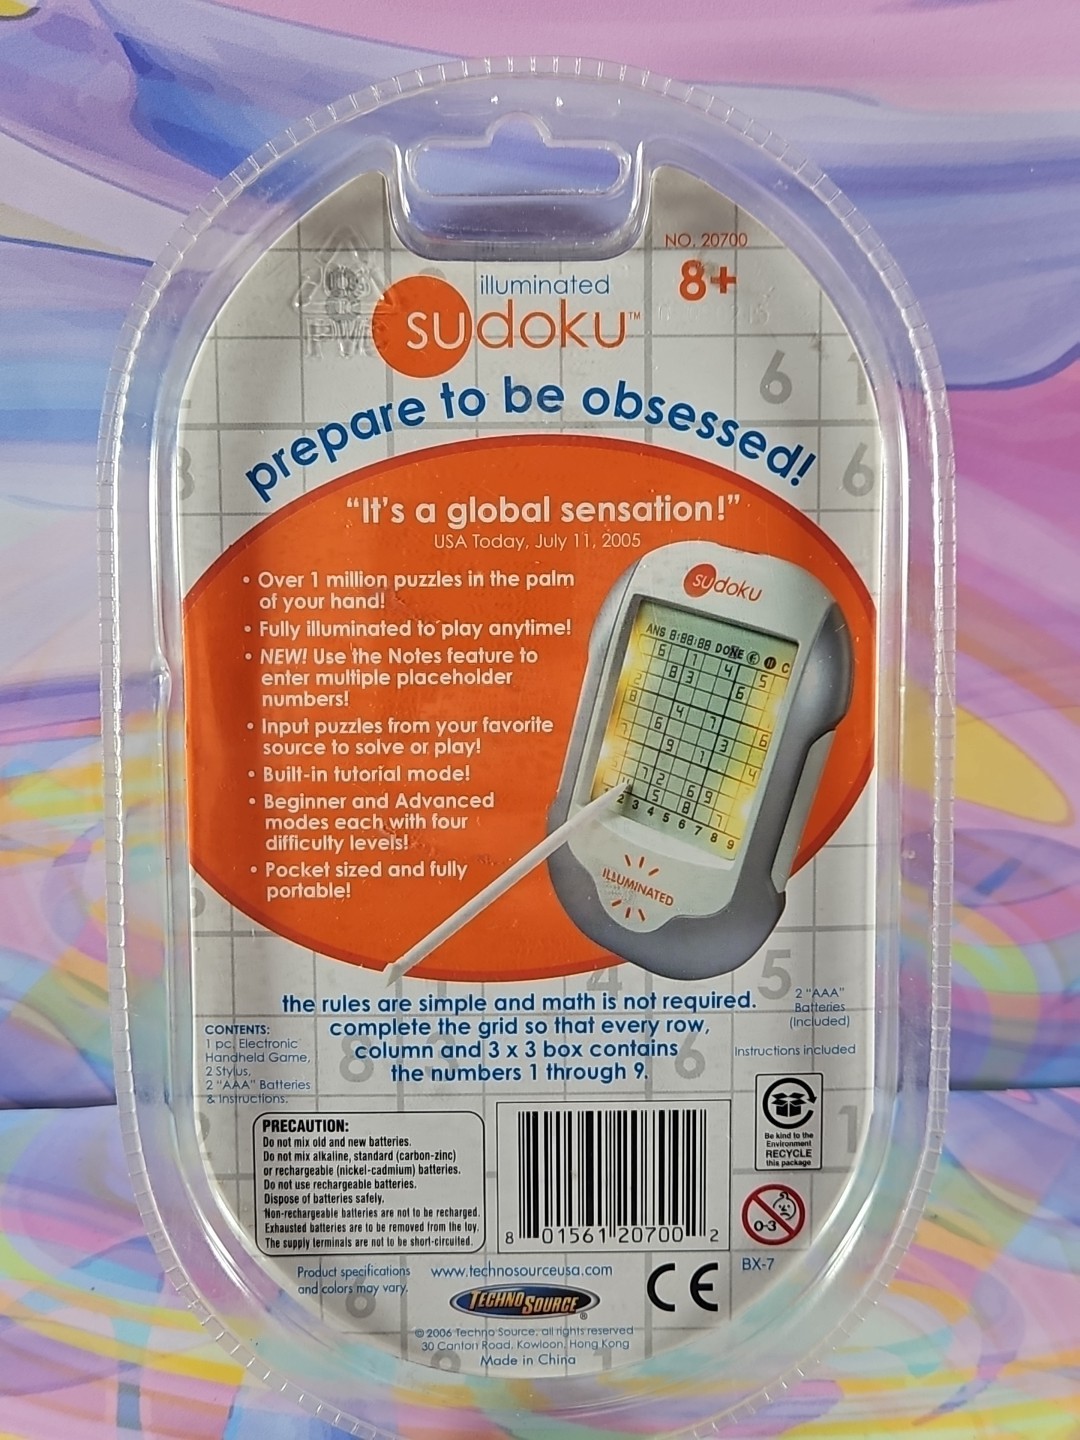 NO. 20700
8+
illuminated
sudoku™
prepare to be obsessed!
"It's a global sensation!"
USA Today, July 11, 2005
• Over 1 million puzzles in the palm
of your hand!
• Fully illuminated to play anytime!
• NEW! Use the Notes feature to
enter multiple placeholder
numbers!
• Input puzzles from your favorite
source to solve or play!
• Built-in tutorial mode!
• Beginner and Advanced
modes each with four
difficulty levels!
• Pocket sized and fully
portable!
sudoku
ANS 8:88:88 DONE
ILLUMINATED
the rules are simple and math is not required.
complete the grid so that every row,
column and 3 x 3 box contains
the numbers 1 through 9.
2 "AAA"
Batteries
(Included)
Instructions included
CONTENTS:
1 pc. Electronic
Handheld Game,
2 Stylus,
2 "AAA" Batteries
& Instructions.
PRECAUTION:
Do not mix old and new batteries.
Do not mix alkaline, standard (carbon-zinc)
or rechargeable (nickel-cadmium) batteries.
Do not use rechargeable batteries.
Dispose of batteries safely.
Non-rechargeable batteries are not to be recharged.
Exhausted batteries are to be removed from the toy.
The supply terminals are not to be short-circuited.
8 01561 20700 2
Be kind to the
Environment
RECYCLE
this package
0-3
BX-7
Product specifications
and colors may vary.
www.technosourceusa.com
TECHNO SOURCE®
CE
© 2006 Techno Source, all rights reserved
30 Canton Road, Kowloon, Hong Kong
Made in China